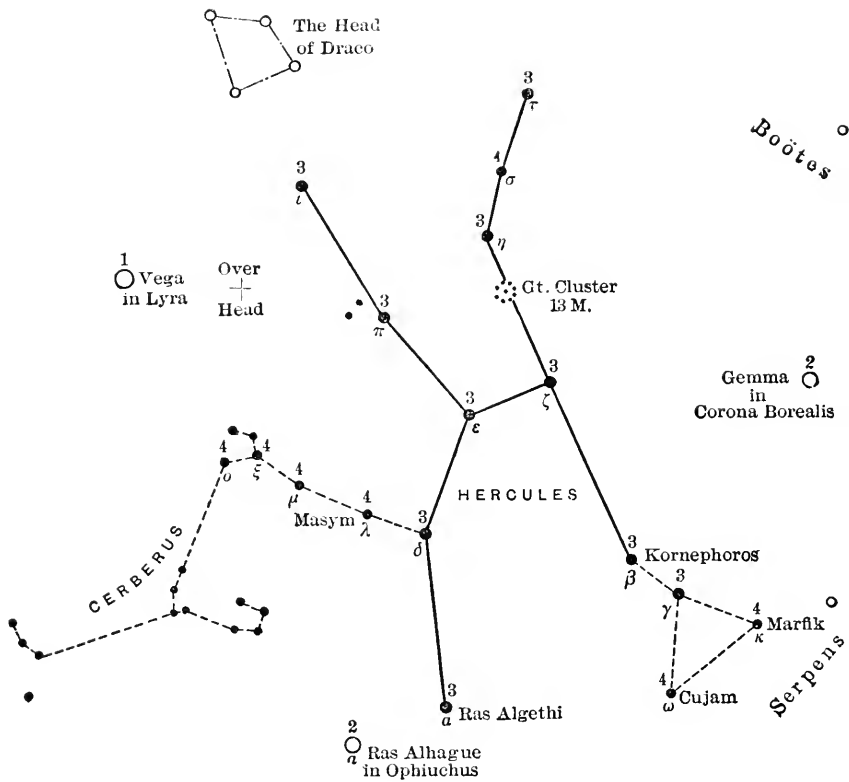 The Head
of Draco
3
τ
Boötes
4
σ
3
ι
3
η
1
Vega
in Lyra
Over
Head
Gt. Cluster
13 M.
3
π
3
ζ
2
Gemma
in
Corona Borealis
3
ε
4
ο
4
ξ
4
μ
Masym
4
λ
3
δ
HERCULES
CERBERUS
3
β
Kornephoros
3
γ
4
κ
Marfik
Serpens
4
ω
Cujam
3
α
Ras Algethi
2
α
Ras Alhague
in Ophiuchus